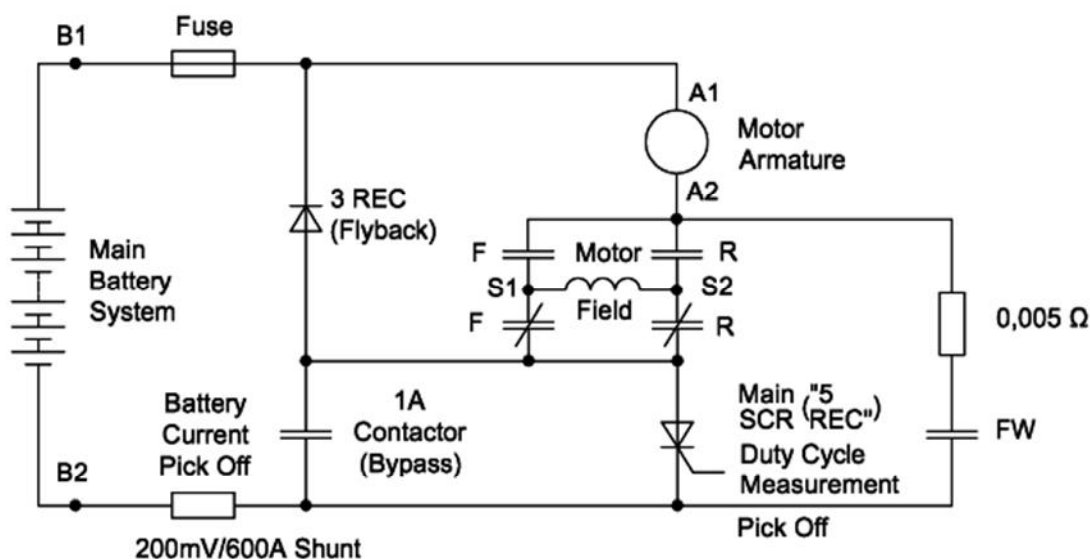 B1
Fuse
A1
Motor
Armature
A2
3 REC
(Flyback)
Main
Battery
System
F
Motor
R
S1
S2
Field
F
R
0,005 Ω
Battery
Current
Pick Off
1A
Contactor
(Bypass)
Main ("5
SCR REC")
Duty Cycle
Measurement
FW
B2
Pick Off
200mV/600A Shunt